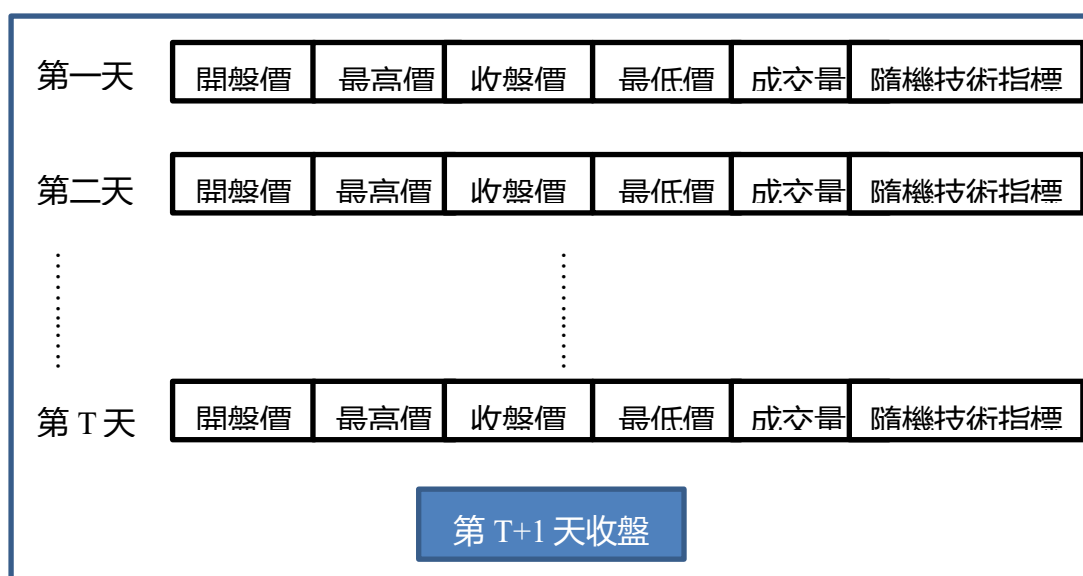 第一天 開盤價 最高價 收盤價 最低價 成交量 隨機技術指標
第二天 開盤價 最高價 收盤價 最低價 成交量 隨機技術指標
第 T 天 開盤價 最高價 收盤價 最低價 成交量 隨機技術指標
第 T+1 天收盤